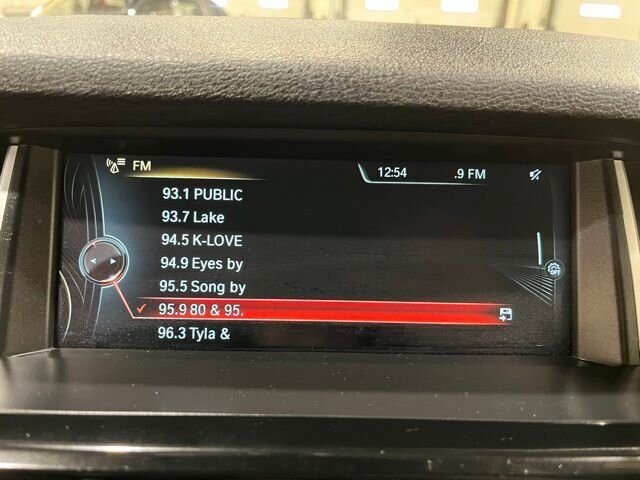 FM
12:54
.9 FM
93.1 PUBLIC
93.7 Lake
94.5 K-LOVE
94.9 Eyes by
95.5 Song by
95.9 80 & 95.
96.3 Tyla &
OPT